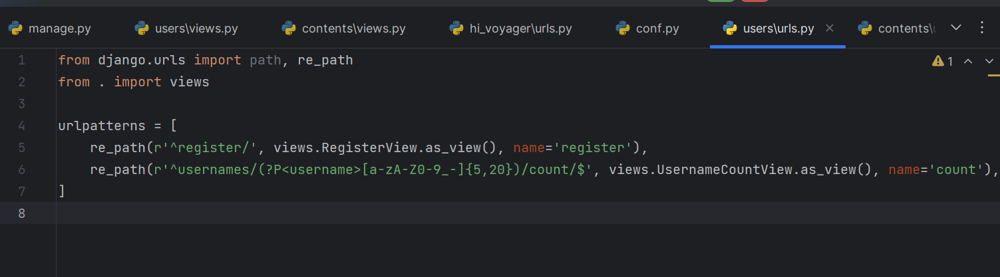 manage.py users\views.py contents\views.py hi_voyager\urls.py conf.py users\urls.py contents\u
1
1 from django.urls import path, re_path
2 from . import views
3
4 urlpatterns = [
5 re_path(r'^register/', views.RegisterView.as_view(), name='register'),
6 re_path(r'^usernames/(?P<username>[a-zA-Z0-9_-]{5,20})/count/$', views.UsernameCountView.as_view(), name='count'),
7 ]
8